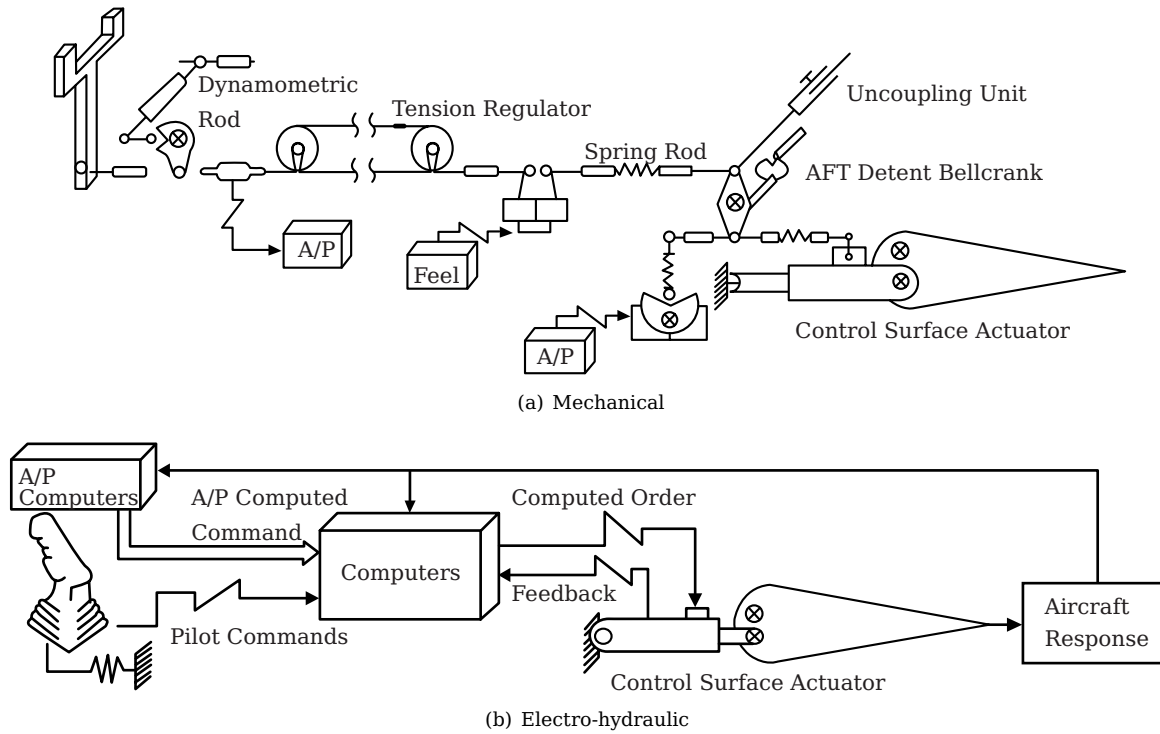 Dynamometric
Rod
Tension Regulator
Spring Rod
Uncoupling Unit
AFT Detent Bellcrank
A/P
Feel
A/P
Control Surface Actuator
(a) Mechanical
A/P
Computers
A/P Computed
Command
Computed Order
Computers
Feedback
Pilot Commands
Aircraft
Response
Control Surface Actuator
(b) Electro-hydraulic